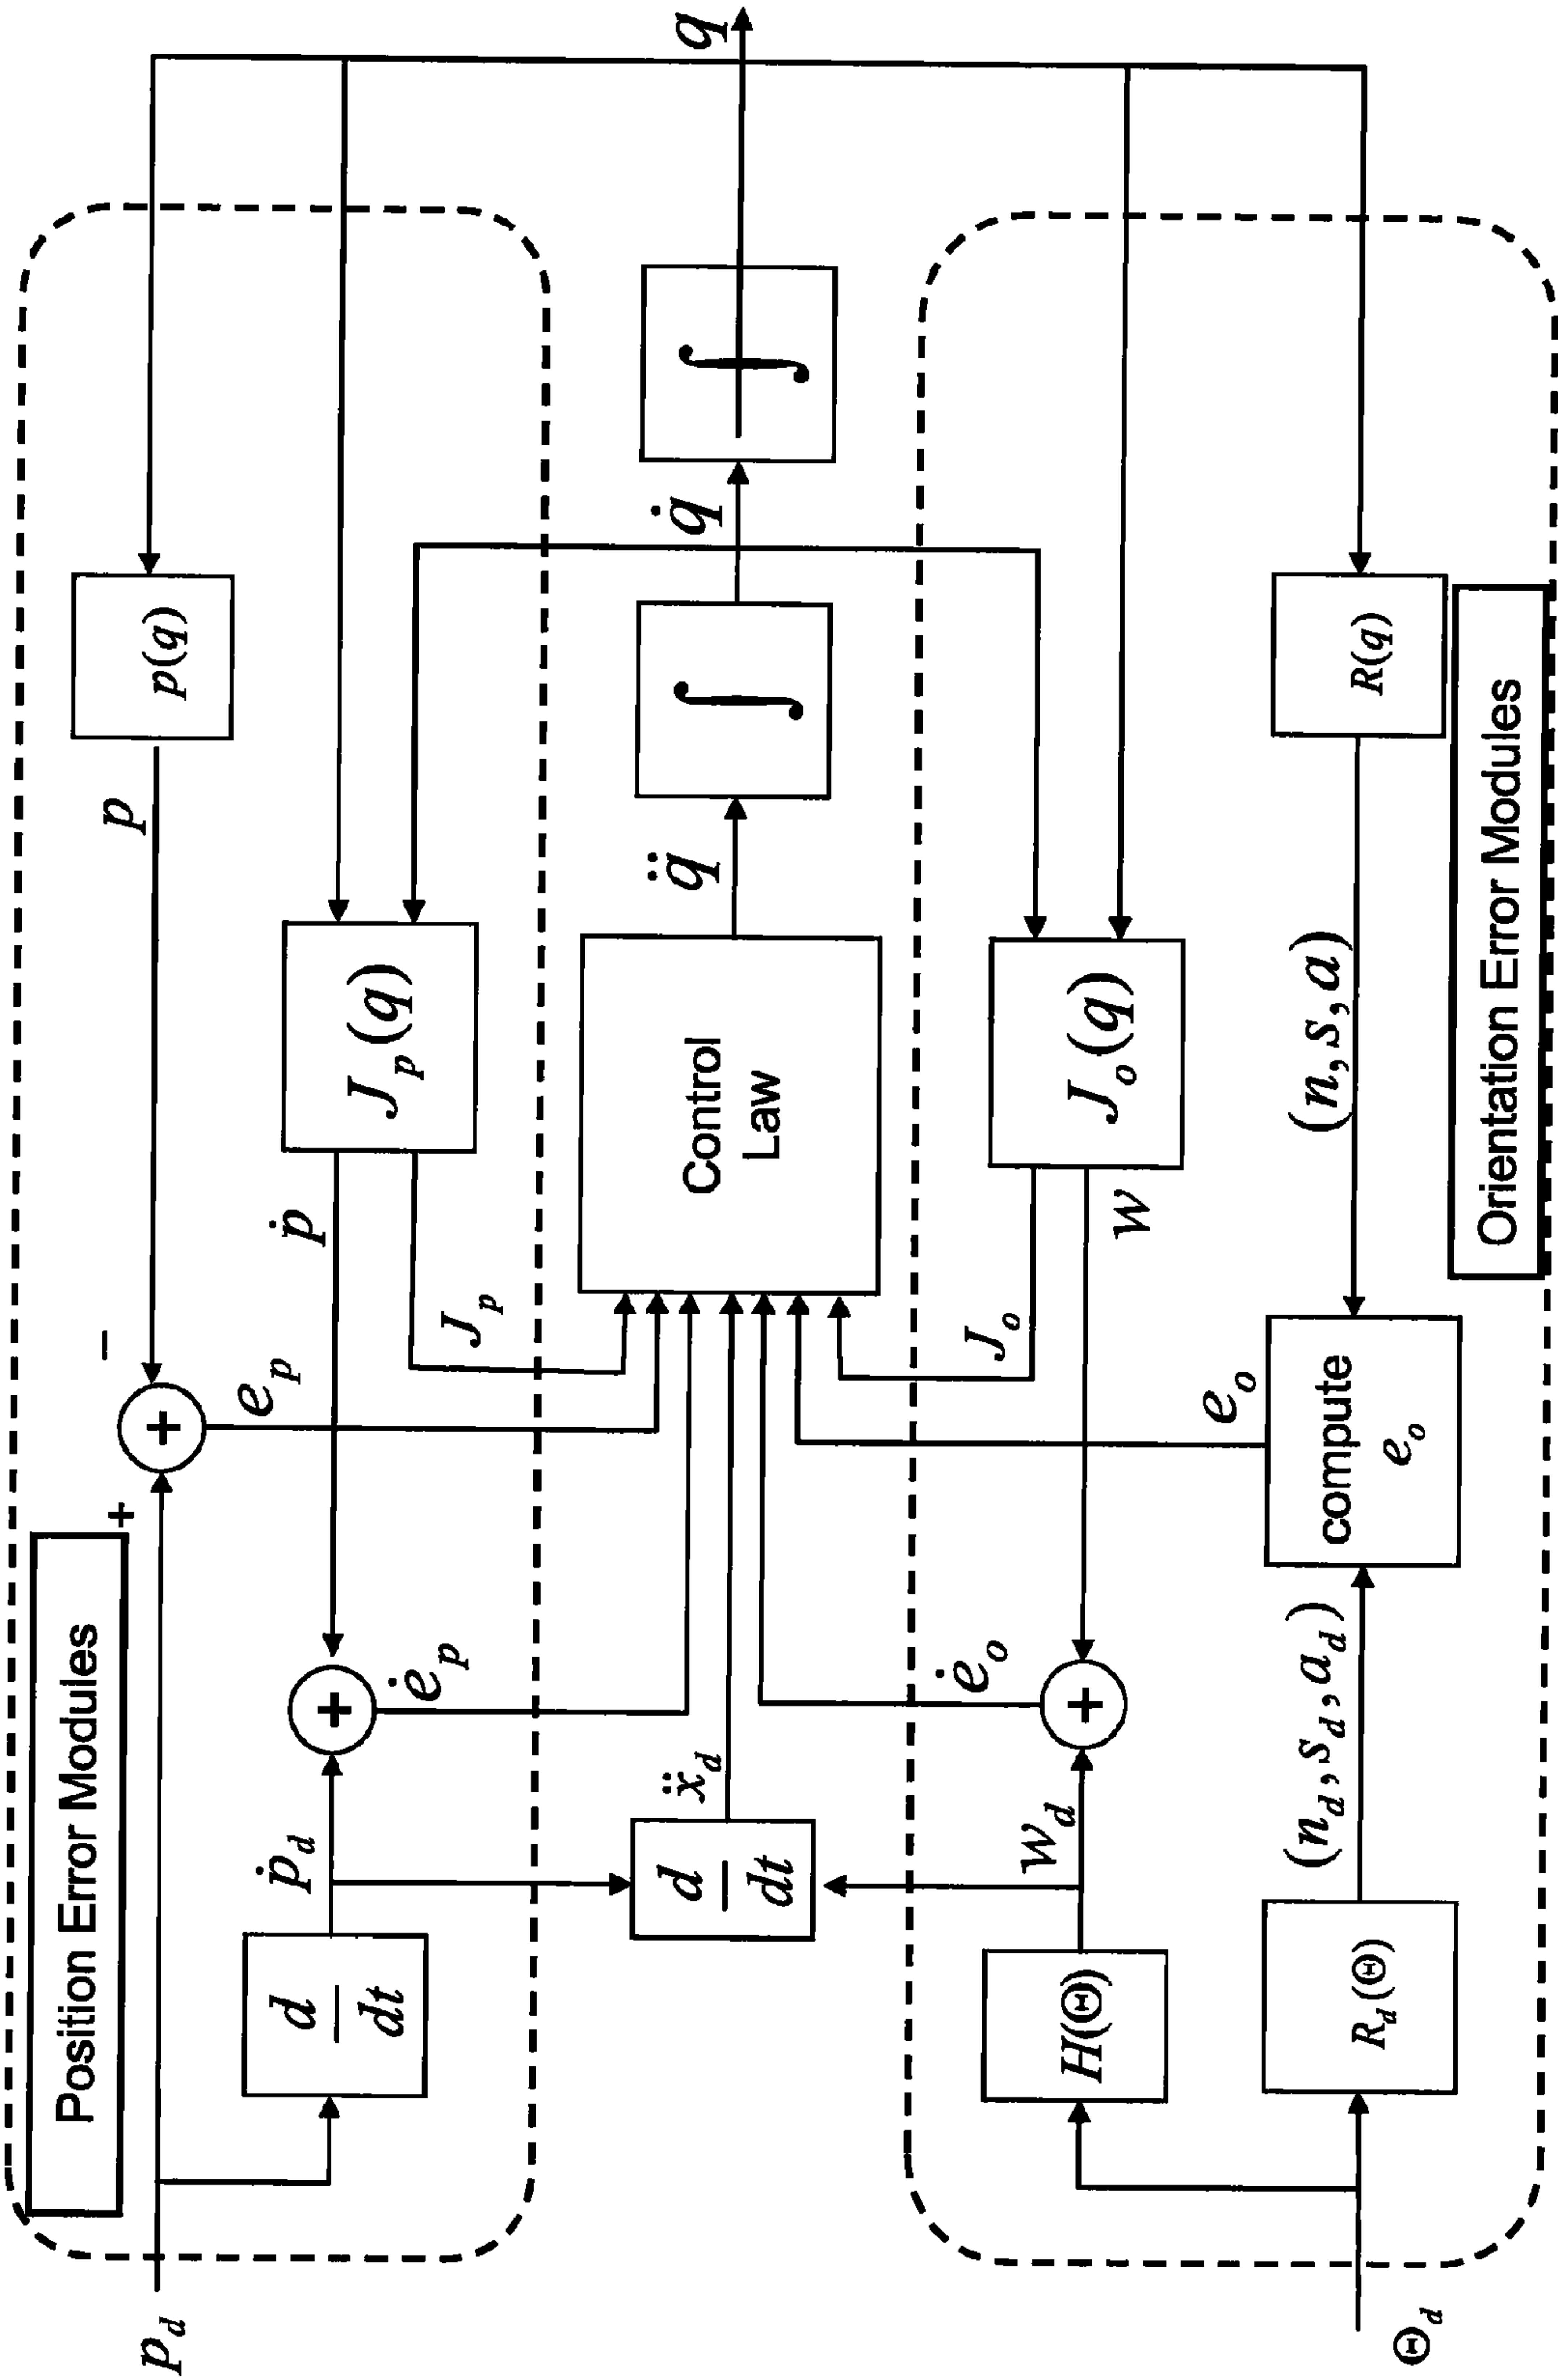 Position Error Modules
p_d
+
−
p
p(q)
q
d/dt
ṗ_d
+
ė_p
e_p
+
ṗ
J_p
J_p(q)
d/dt
ẍ_d
Control
Law
q̈
∫
q̇
∫
H(Θ)
w_d
+
ė_o
J_o
w
J_o(q)
Θ_d
R_d(Θ)
(n_d, s_d, a_d)
compute
e_o
e_o
(n, s, a)
R(q)
Orientation Error Modules